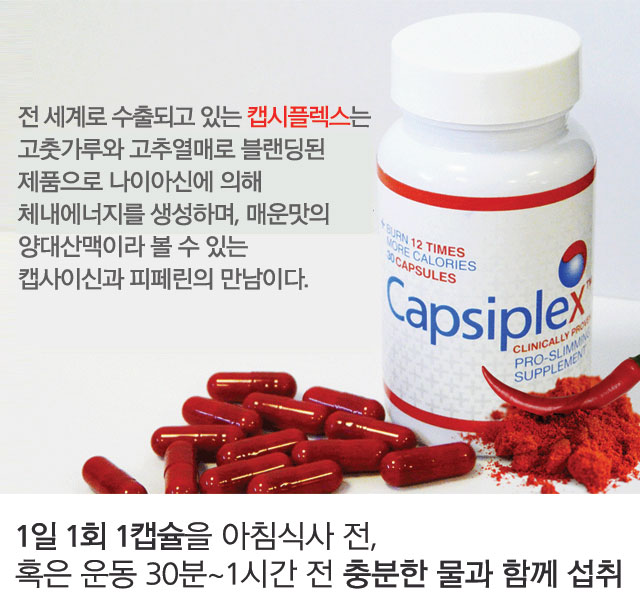 전 세계로 수출되고 있는 캡시플렉스는
고춧가루와 고추열매로 블랜딩된
제품으로 나이아신에 의해
체내에너지를 생성하며, 매운맛의
양대산맥이라 볼 수 있는
캡사이신과 피페린의 만남이다.
BURN 12 TIMES
MORE CALORIES
30 CAPSULES
Capsiplex™
CLINICALLY PROVEN
PRO-SLIMMING
SUPPLEMENT
1일 1회 1캡슐을 아침식사 전,
혹은 운동 30분~1시간 전 충분한 물과 함께 섭취